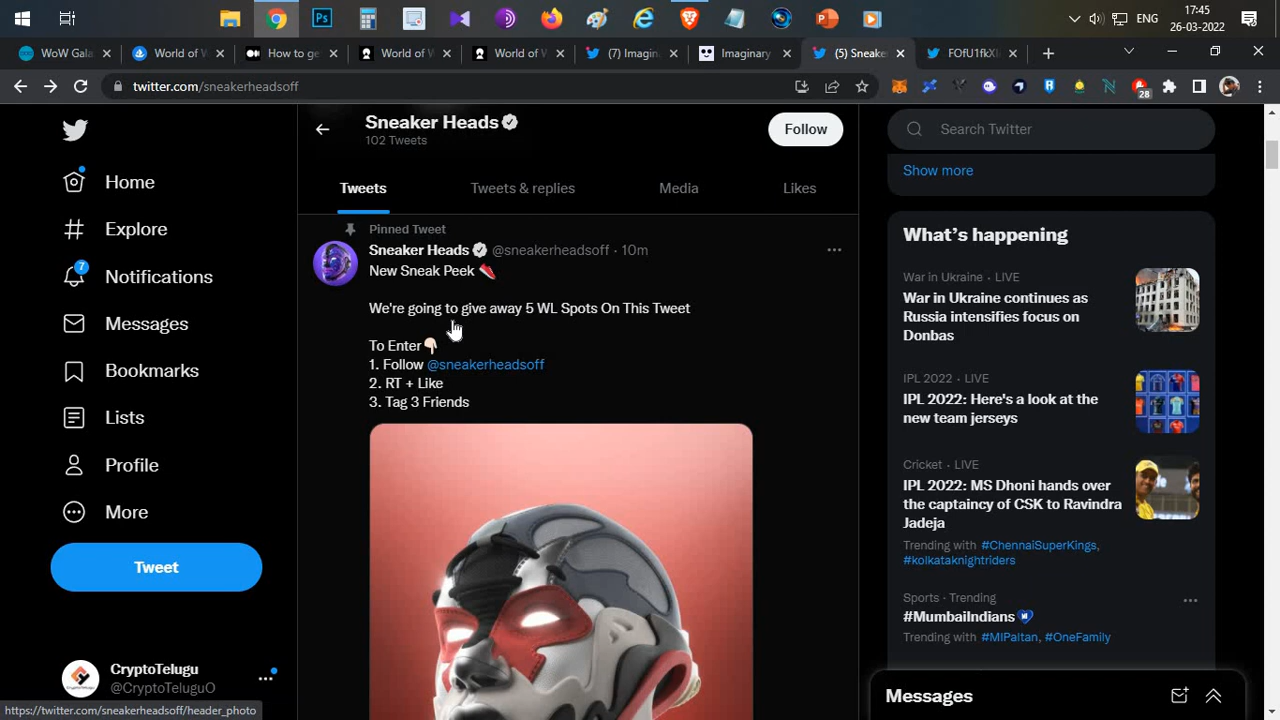 17:45
ENG
26-03-2022
WoW Gala
World of W
How to ge
World of W
World of W
(7) Imagin
Imaginary
(5) Sneake
FOfU1fkXI
twitter.com/sneakerheadsoff
28
Sneaker Heads
102 Tweets
Follow
Search Twitter
Home
Tweets
Tweets & replies
Media
Likes
Show more
Explore
Pinned Tweet
Sneaker Heads @sneakerheadsoff · 10m
New Sneak Peek
We're going to give away 5 WL Spots On This Tweet
To Enter
1. Follow @sneakerheadsoff
2. RT + Like
3. Tag 3 Friends
7
Notifications
Messages
Bookmarks
Lists
Profile
More
Tweet
CryptoTelugu
@CryptoTeluguO
https://twitter.com/sneakerheadsoff/header_photo
What's happening
War in Ukraine · LIVE
War in Ukraine continues as
Russia intensifies focus on
Donbas
IPL 2022 · LIVE
IPL 2022: Here's a look at the
new team jerseys
Cricket · LIVE
IPL 2022: MS Dhoni hands over
the captaincy of CSK to Ravindra
Jadeja
Trending with #ChennaiSuperKings,
#kolkataknightriders
Sports · Trending
#MumbaiIndians
Trending with #MIPaltan, #OneFamily
Messages